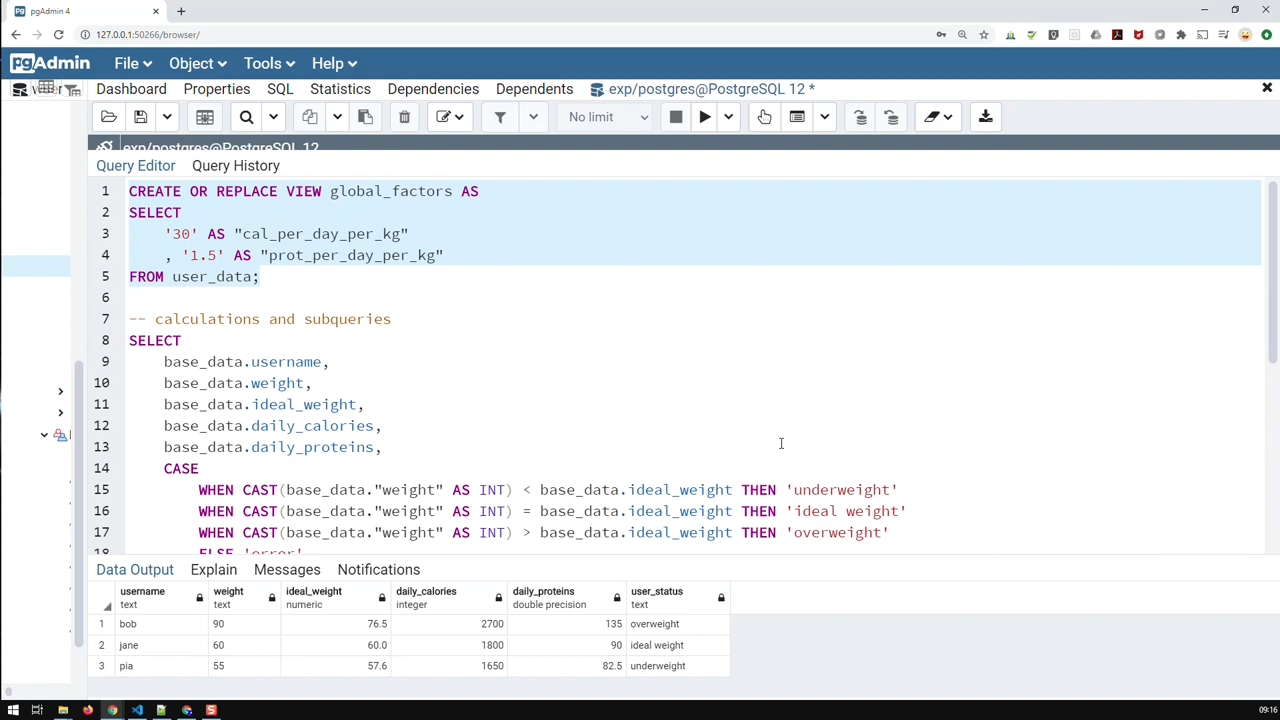 pgAdmin 4
127.0.0.1:50266/browser/
pgAdmin File Object Tools Help
Dashboard Properties SQL Statistics Dependencies Dependents exp/postgres@PostgreSQL 12 *
No limit
exp/postgres@PostgreSQL 12
Query Editor Query History
1 CREATE OR REPLACE VIEW global_factors AS
2 SELECT
3 '30' AS "cal_per_day_per_kg"
4 , '1.5' AS "prot_per_day_per_kg"
5 FROM user_data;
6
7 -- calculations and subqueries
8 SELECT
9 base_data.username,
10 base_data.weight,
11 base_data.ideal_weight,
12 base_data.daily_calories,
13 base_data.daily_proteins,
14 CASE
15 WHEN CAST(base_data."weight" AS INT) < base_data.ideal_weight THEN 'underweight'
16 WHEN CAST(base_data."weight" AS INT) = base_data.ideal_weight THEN 'ideal weight'
17 WHEN CAST(base_data."weight" AS INT) > base_data.ideal_weight THEN 'overweight'
18 ELSE 'error'
Data Output Explain Messages Notifications
username weight ideal_weight daily_calories daily_proteins user_status
text text numeric integer double precision text
1 bob 90 76.5 2700 135 overweight
2 jane 60 60.0 1800 90 ideal weight
3 pia 55 57.6 1650 82.5 underweight
09:16